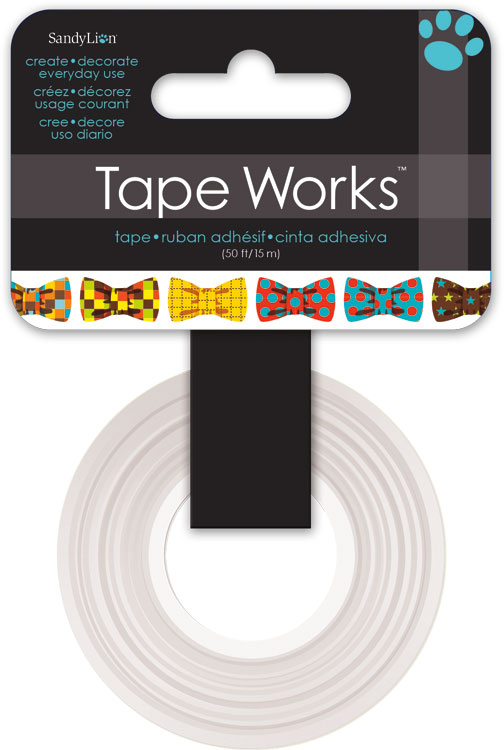 SandyLion
create•decorate
everyday use
créez•décorez
usage courant
cree•decore
uso diario
Tape Works™
tape•ruban adhésif•cinta adhesiva
(50 ft/15 m)